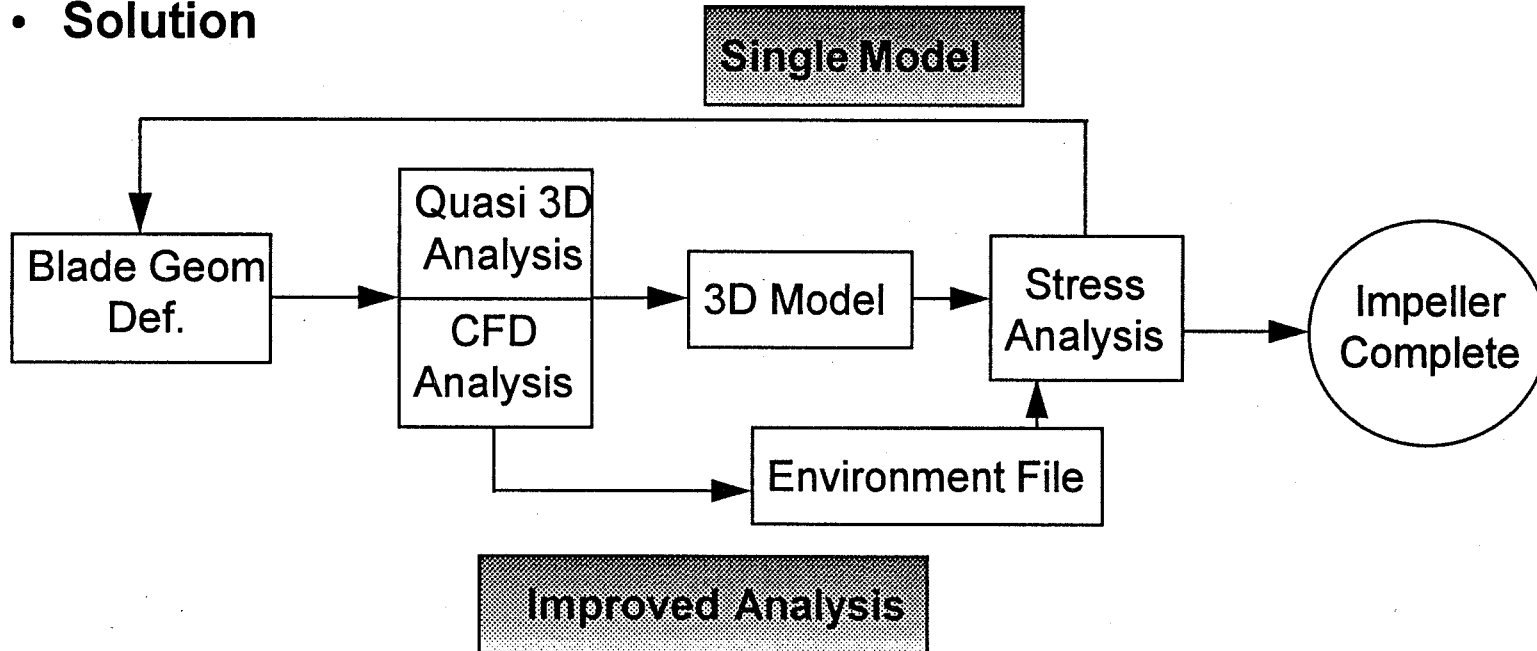 • Solution
Single Model
Blade Geom
Def.
Quasi 3D
Analysis
CFD
Analysis
3D Model
Stress
Analysis
Impeller
Complete
Environment File
Improved Analysis